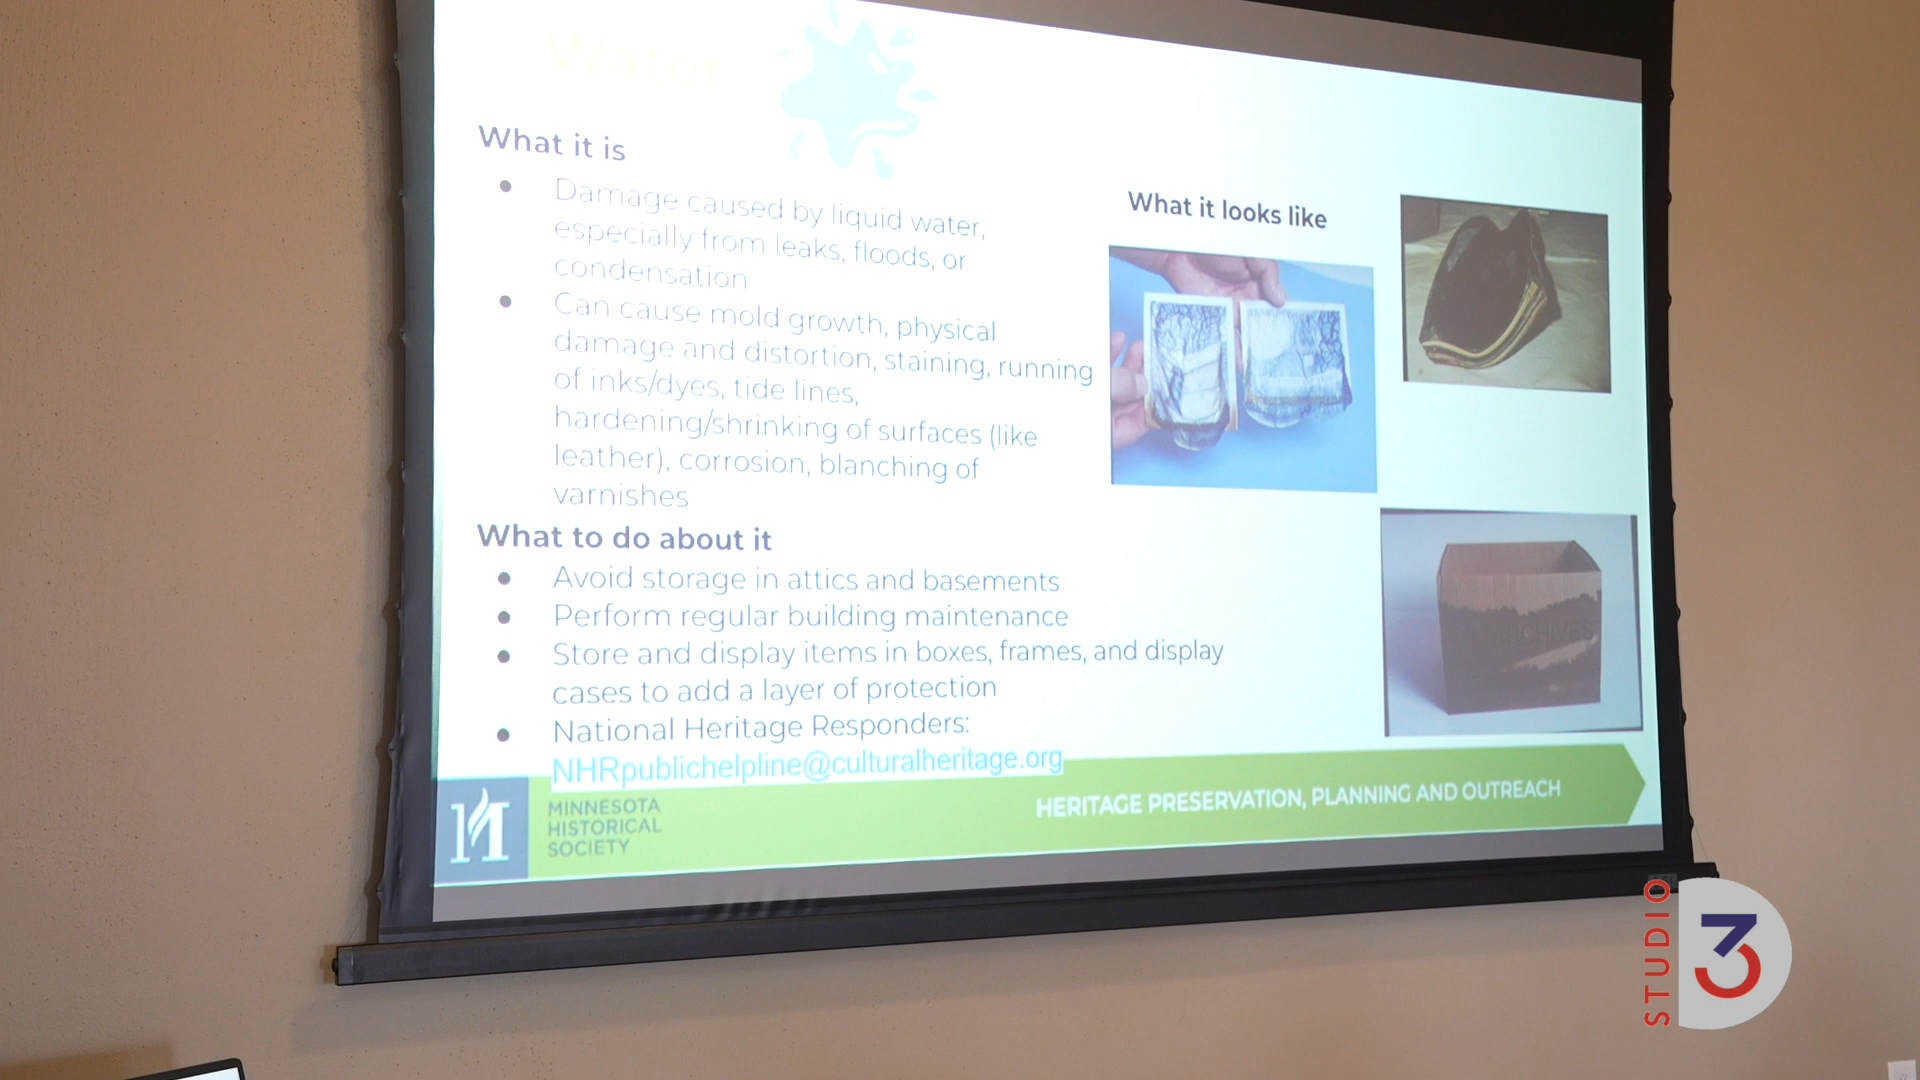 Water
What it is
Damage caused by liquid water,
especially from leaks, floods, or
condensation
Can cause mold growth, physical
damage and distortion, staining, running
of inks/dyes, tide lines,
hardening/shrinking of surfaces (like
leather), corrosion, blanching of
varnishes
What it looks like
ARCHIVES
What to do about it
Avoid storage in attics and basements
Perform regular building maintenance
Store and display items in boxes, frames, and display
cases to add a layer of protection
National Heritage Responders:
NHRpublichelpline@culturalheritage.org
MINNESOTA
HISTORICAL
SOCIETY
HERITAGE PRESERVATION, PLANNING AND OUTREACH
STUDIO
3